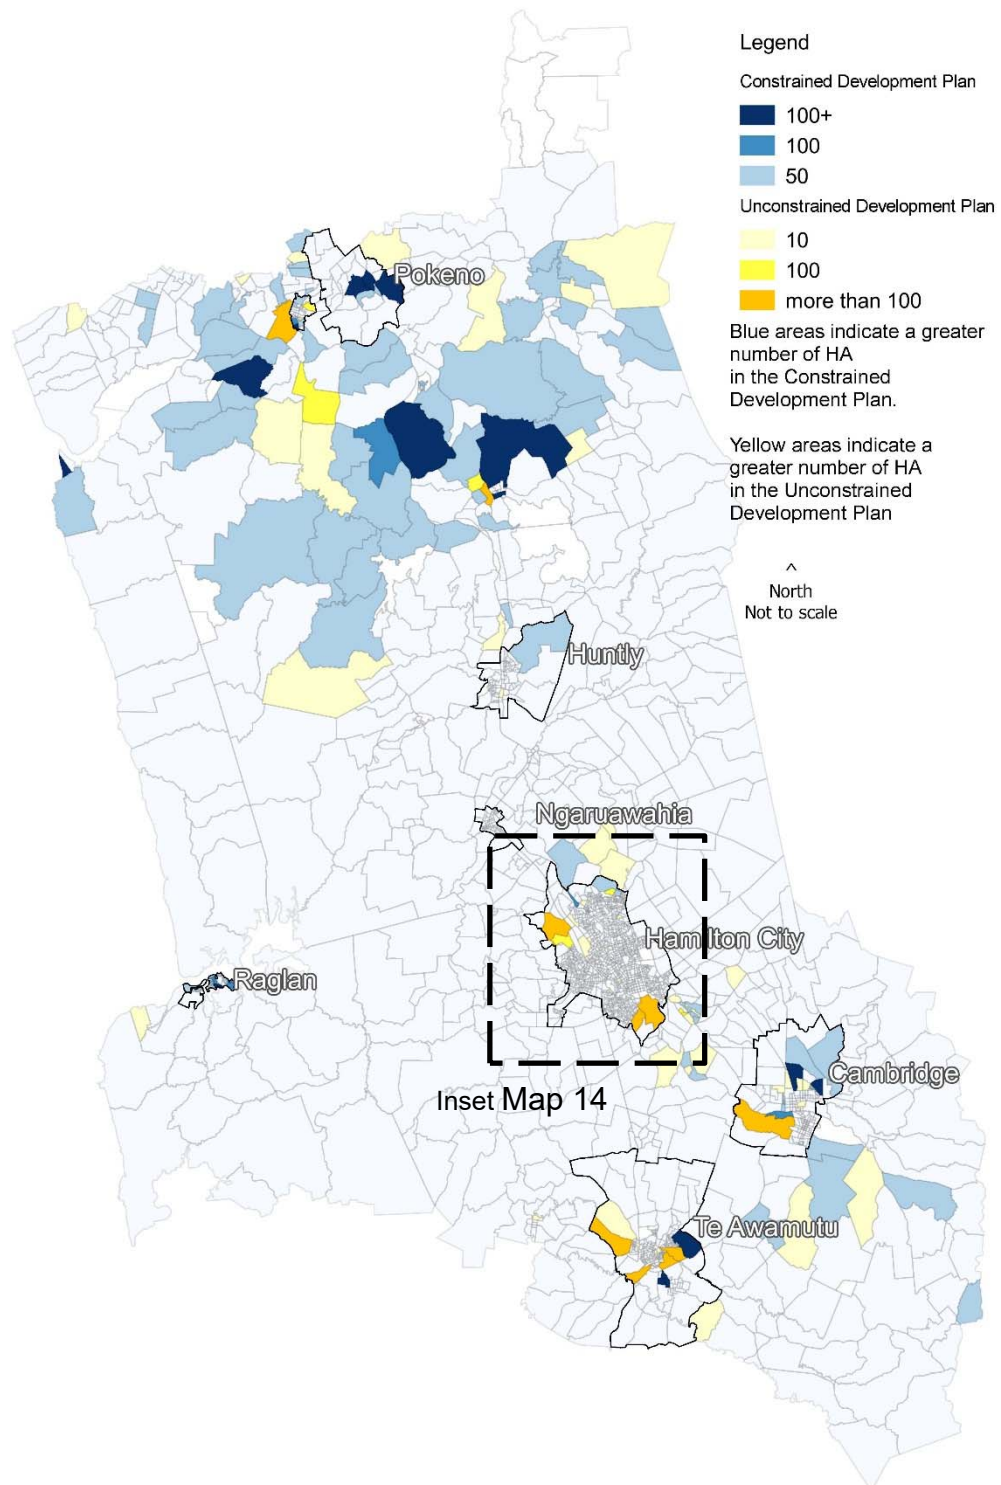 Legend
Constrained Development Plan
100+
100
50
Unconstrained Development Plan
10
100
more than 100
Blue areas indicate a greater
number of HA
in the Constrained
Development Plan.
Yellow areas indicate a
greater number of HA
in the Unconstrained
Development Plan
^
North
Not to scale
Pokeno
Huntly
Ngaruawahia
Hamilton City
Raglan
Cambridge
Inset Map 14
Te Awamutu